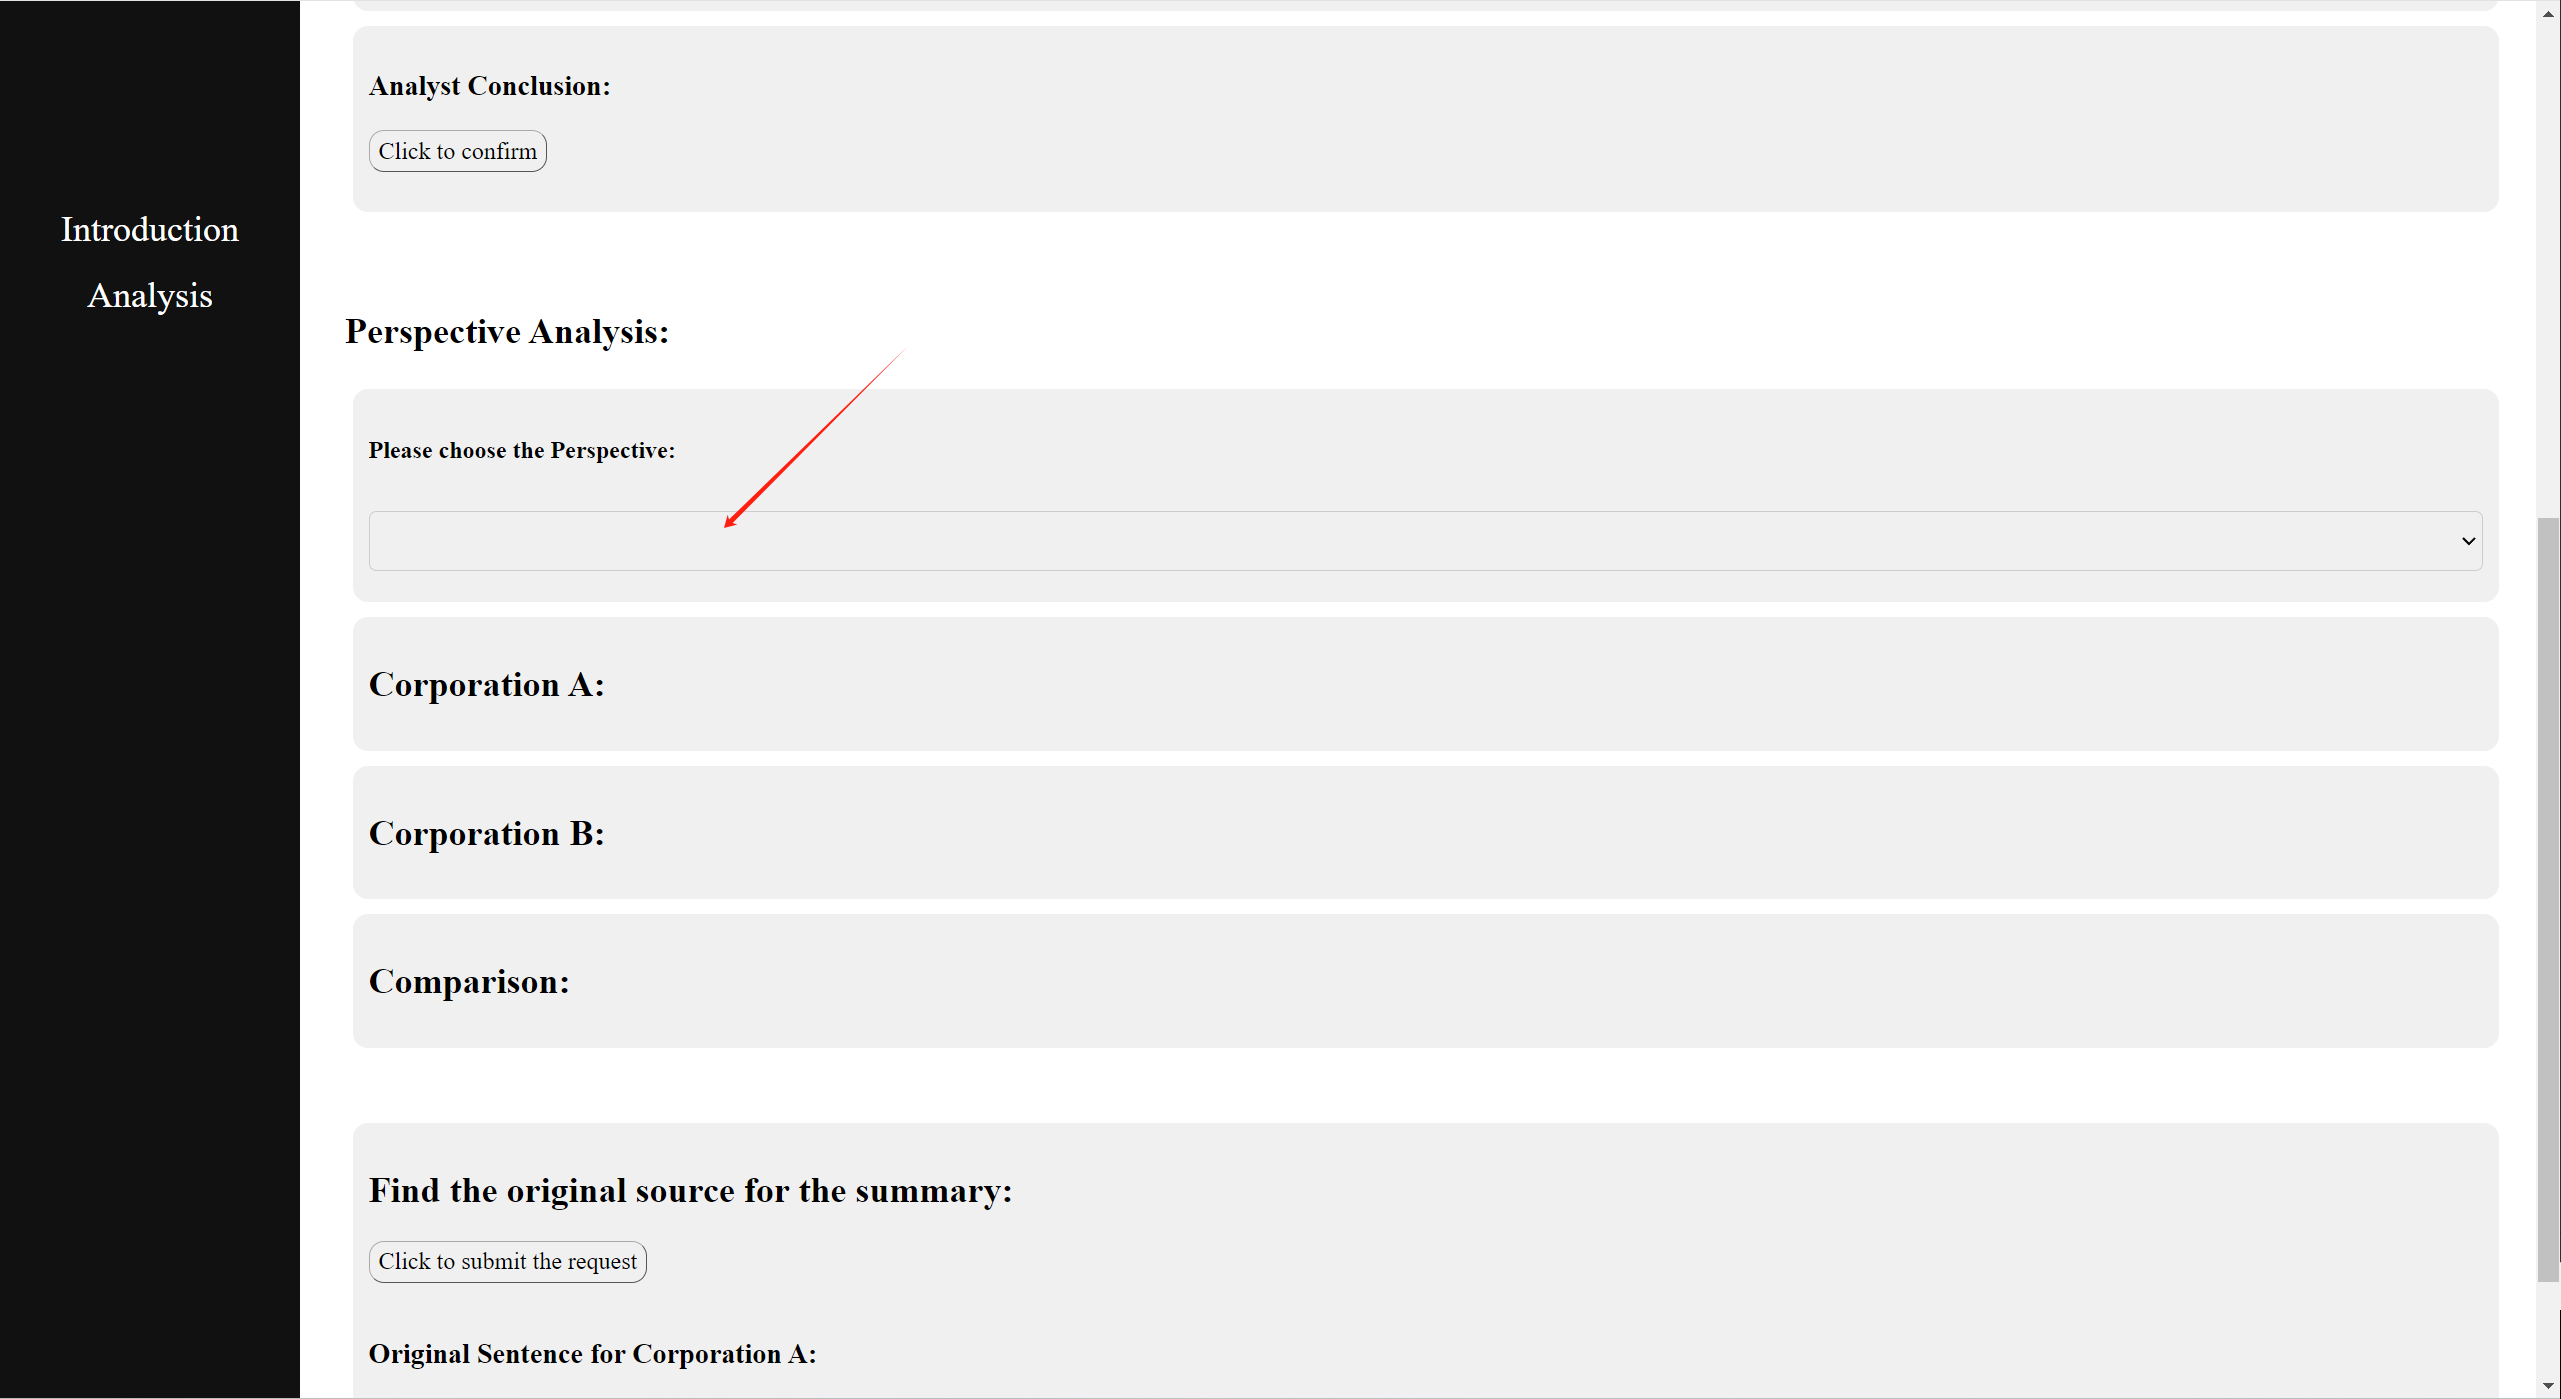 Introduction
Analysis
Analyst Conclusion:
Click to confirm
Perspective Analysis:
Please choose the Perspective:
Corporation A:
Corporation B:
Comparison:
Find the original source for the summary:
Click to submit the request
Original Sentence for Corporation A: